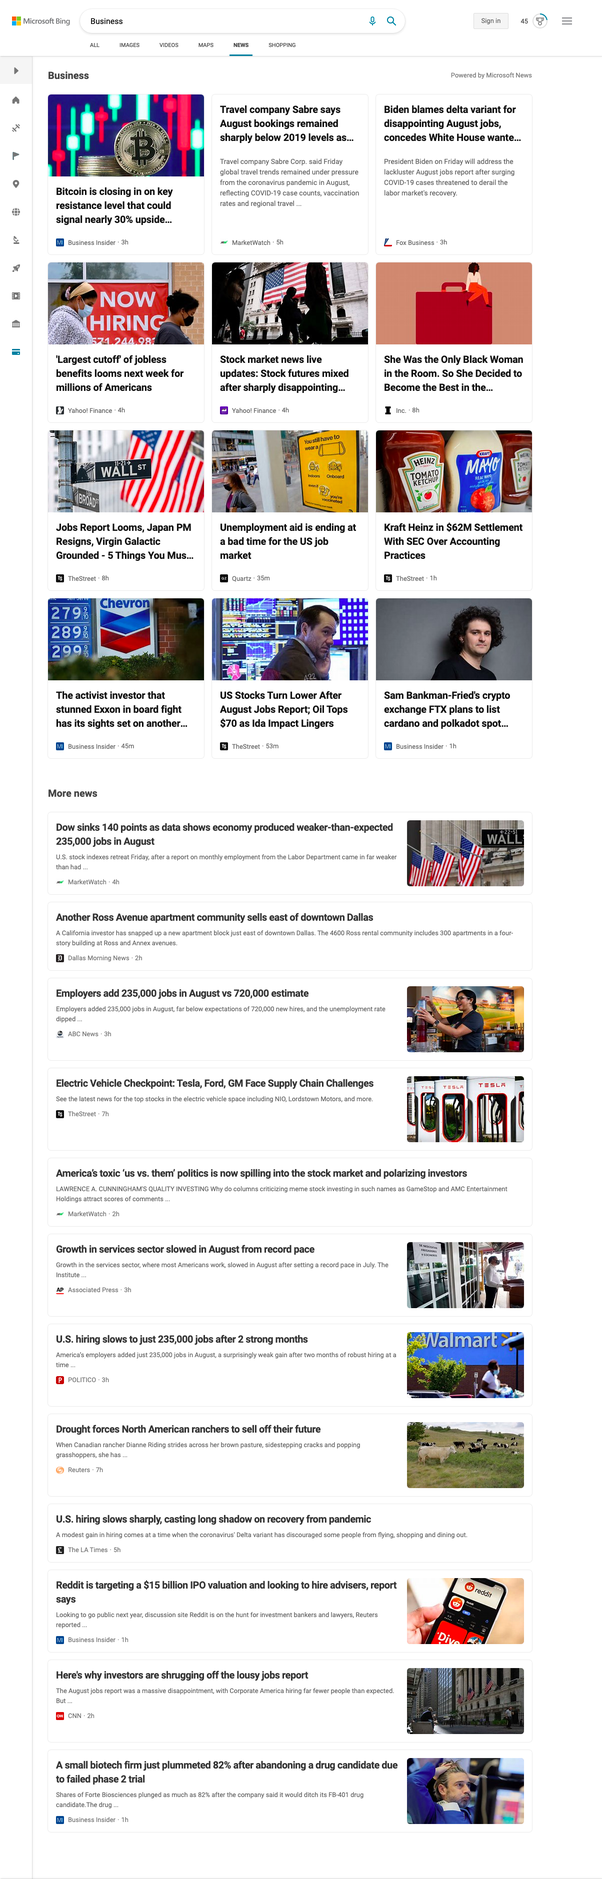 Microsoft Bing
Business
Sign in
45
ALL IMAGES VIDEOS MAPS NEWS SHOPPING
Business
Powered by Microsoft News
Bitcoin is closing in on key
resistance level that could
signal nearly 30% upside...
Business Insider · 3h
Travel company Sabre says
August bookings remained
sharply below 2019 levels as...
Travel company Sabre Corp. said Friday
global travel trends remained under pressure
from the coronavirus pandemic in August,
reflecting COVID-19 case counts, vaccination
rates and regional travel ...
MarketWatch · 5h
Biden blames delta variant for
disappointing August jobs,
concedes White House wante...
President Biden on Friday will address the
lackluster August jobs report after surging
COVID-19 cases threatened to derail the
labor market's recovery.
Fox Business · 3h
NOW
HIRING
'Largest cutoff' of jobless
benefits looms next week for
millions of Americans
Yahoo! Finance · 4h
Stock market news live
updates: Stock futures mixed
after sharply disappointing...
Yahoo! Finance · 4h
She Was the Only Black Woman
in the Room. So She Decided to
Become the Best in the...
Inc. · 8h
WALL ST
BROAD
Jobs Report Looms, Japan PM
Resigns, Virgin Galactic
Grounded - 5 Things You Mus...
TheStreet · 8h
You still have to
wear a
Unemployment aid is ending at
a bad time for the US job
market
Quartz · 35m
HEINZ
TOMATO
KETCHUP
KRAFT
MAYO
HEINZ
Kraft Heinz in $62M Settlement
With SEC Over Accounting
Practices
TheStreet · 1h
279
289
299
Chevron
The activist investor that
stunned Exxon in board fight
has its sights set on another...
Business Insider · 45m
US Stocks Turn Lower After
August Jobs Report; Oil Tops
$70 as Ida Impact Lingers
TheStreet · 53m
Sam Bankman-Fried's crypto
exchange FTX plans to list
cardano and polkadot spot...
Business Insider · 1h
More news
Dow sinks 140 points as data shows economy produced weaker-than-expected
235,000 jobs in August
U.S. stock indexes retreat Friday, after a report on monthly employment from the Labor Department came in far weaker
than had ...
MarketWatch · 4h
WALL
Another Ross Avenue apartment community sells east of downtown Dallas
A California investor has snapped up a new apartment block just east of downtown Dallas. The 4600 Ross rental community includes 300 apartments in a four-
story building at Ross and Annex avenues.
Dallas Morning News · 2h
Employers add 235,000 jobs in August vs 720,000 estimate
Employers added 235,000 jobs in August, far below expectations of 720,000 new hires, and the unemployment rate
dipped ...
ABC News · 3h
Electric Vehicle Checkpoint: Tesla, Ford, GM Face Supply Chain Challenges
See the latest news for the top stocks in the electric vehicle space including NIO, Lordstown Motors, and more.
TheStreet · 7h
TESLA
TESLA
America's toxic 'us vs. them' politics is now spilling into the stock market and polarizing investors
LAWRENCE A. CUNNINGHAM'S QUALITY INVESTING Why do columns criticizing meme stock investing in such names as GameStop and AMC Entertainment
Holdings attract scores of comments ...
MarketWatch · 2h
Growth in services sector slowed in August from record pace
Growth in the services sector, where most Americans work, slowed in August after setting a record pace in July. The
Institute ...
AP Associated Press · 3h
U.S. hiring slows to just 235,000 jobs after 2 strong months
America's employers added just 235,000 jobs in August, a surprisingly weak gain after two months of robust hiring at a
time ...
POLITICO · 3h
Walmart
Drought forces North American ranchers to sell off their future
When Canadian rancher Dianne Riding strides across her brown pasture, sidestepping cracks and popping
grasshoppers, she has ...
Reuters · 7h
U.S. hiring slows sharply, casting long shadow on recovery from pandemic
A modest gain in hiring comes at a time when the coronavirus' Delta variant has discouraged some people from flying, shopping and dining out.
The LA Times · 5h
Reddit is targeting a $15 billion IPO valuation and looking to hire advisers, report
says
Looking to go public next year, discussion site Reddit is on the hunt for investment bankers and lawyers, Reuters
reported ...
Business Insider · 1h
reddit
Here's why investors are shrugging off the lousy jobs report
The August jobs report was a massive disappointment, with Corporate America hiring far fewer people than expected.
But ...
CNN · 2h
A small biotech firm just plummeted 82% after abandoning a drug candidate due
to failed phase 2 trial
Shares of Forte Biosciences plunged as much as 82% after the company said it would ditch its FB-401 drug
candidate.The drug ...
Business Insider · 1h